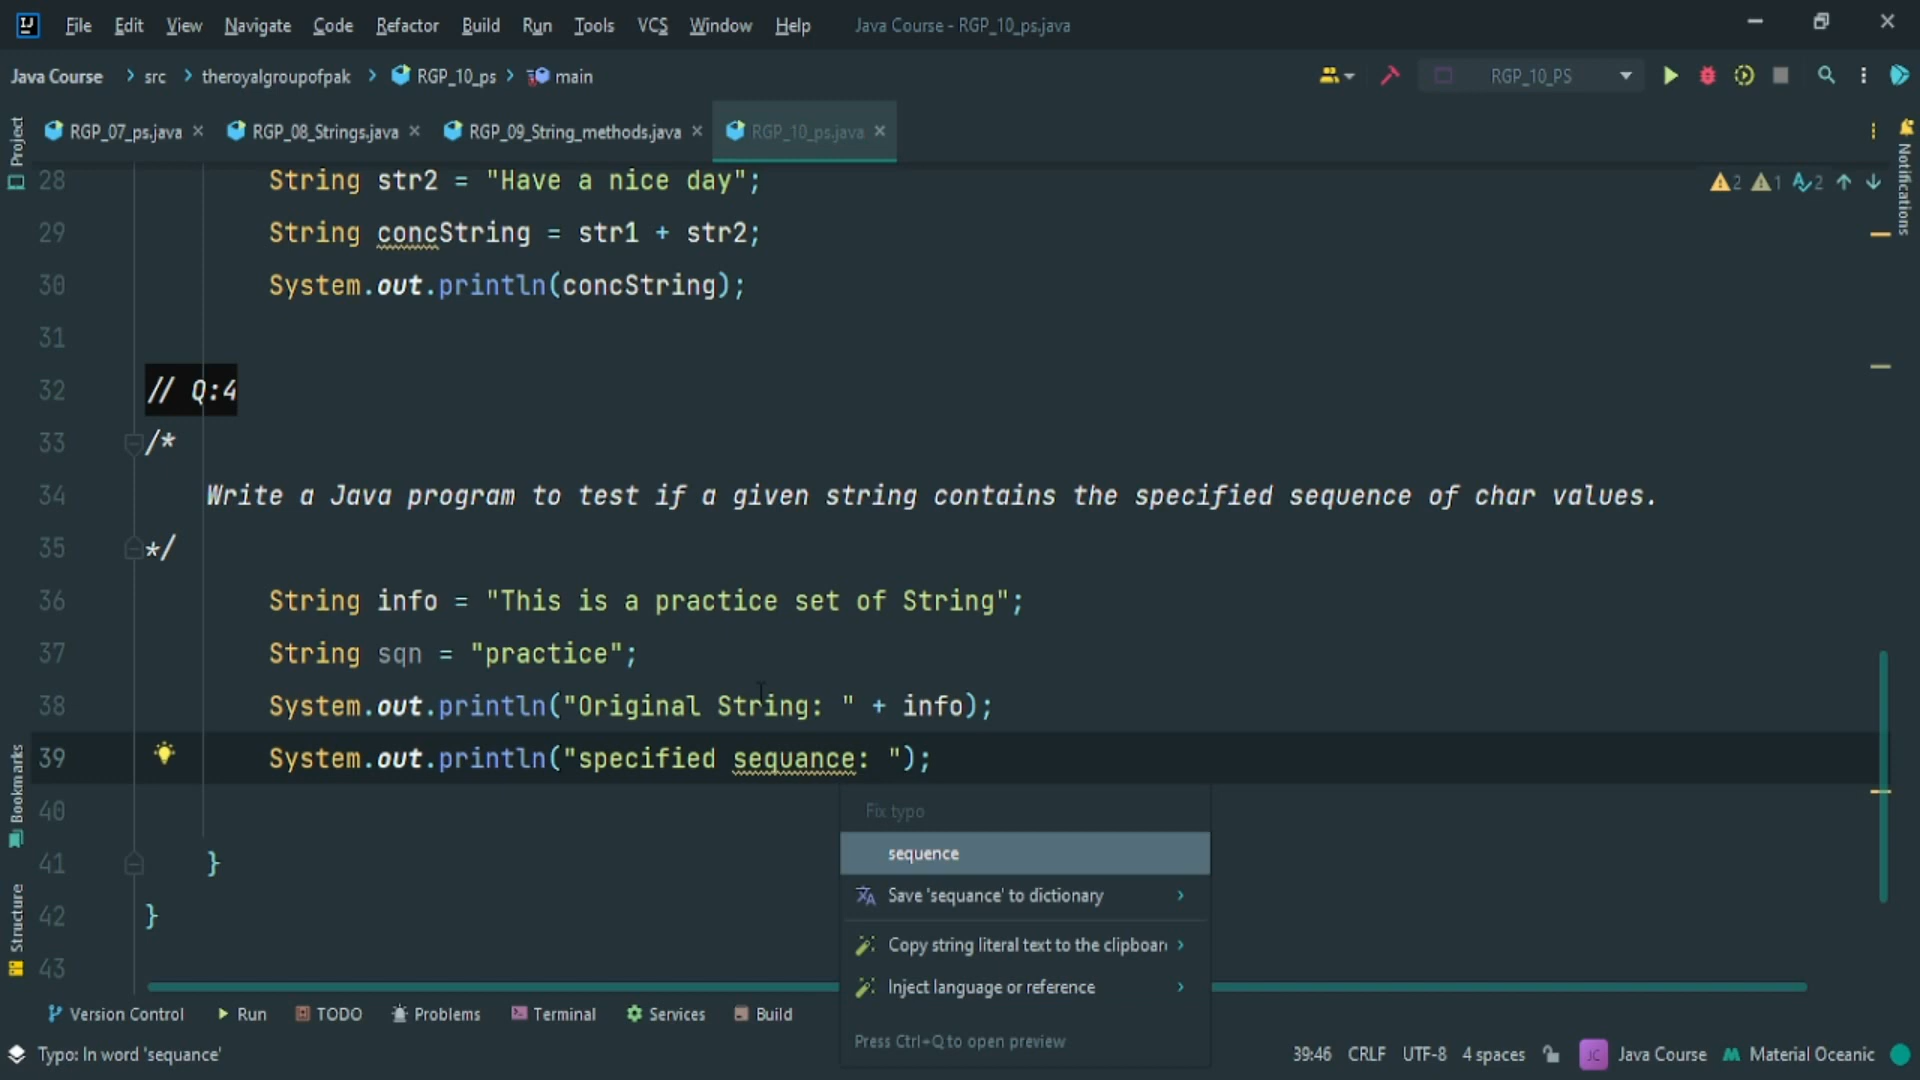 File Edit View Navigate Code Refactor Build Run Tools VCS Window Help Java Course - RGP_10_ps.java
Java Course src theroyalgroupofpak RGP_10_ps main RGP_10_PS
Project RGP_07_ps.java RGP_08_Strings.java RGP_09_String_methods.java RGP_10_ps.java Notifications
28 String str2 = "Have a nice day"; 2 1 2
29 String concString = str1 + str2;
30 System.out.println(concString);
31
32 // Q:4
33 /*
34 Write a Java program to test if a given string contains the specified sequence of char values.
35 */
36 String info = "This is a practice set of String";
37 String sqn = "practice";
38 System.out.println("Original String: " + info);
39 System.out.println("specified sequance: ");
40
41 }
42 }
43
Bookmarks
Structure
Fix typo
sequence
Save 'sequance' to dictionary
Copy string literal text to the clipboar
Inject language or reference
Press Ctrl+Q to open preview
Version Control Run TODO Problems Terminal Services Build
Typo: In word 'sequance' 39:46 CRLF UTF-8 4 spaces JC Java Course Material Oceanic